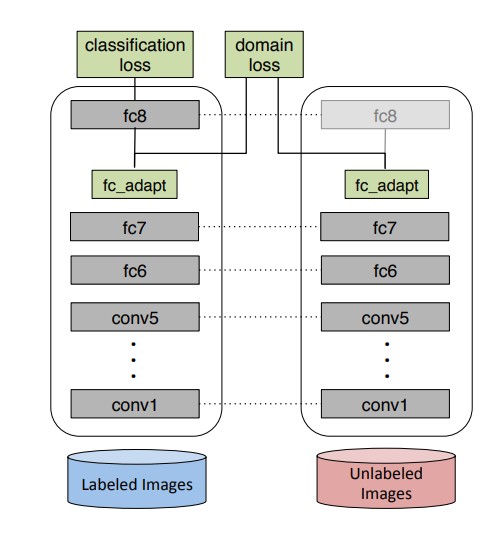 classification
loss
domain
loss
fc8
fc8
fc_adapt
fc_adapt
fc7
fc7
fc6
fc6
conv5
conv5
conv1
conv1
Labeled Images
Unlabeled
Images